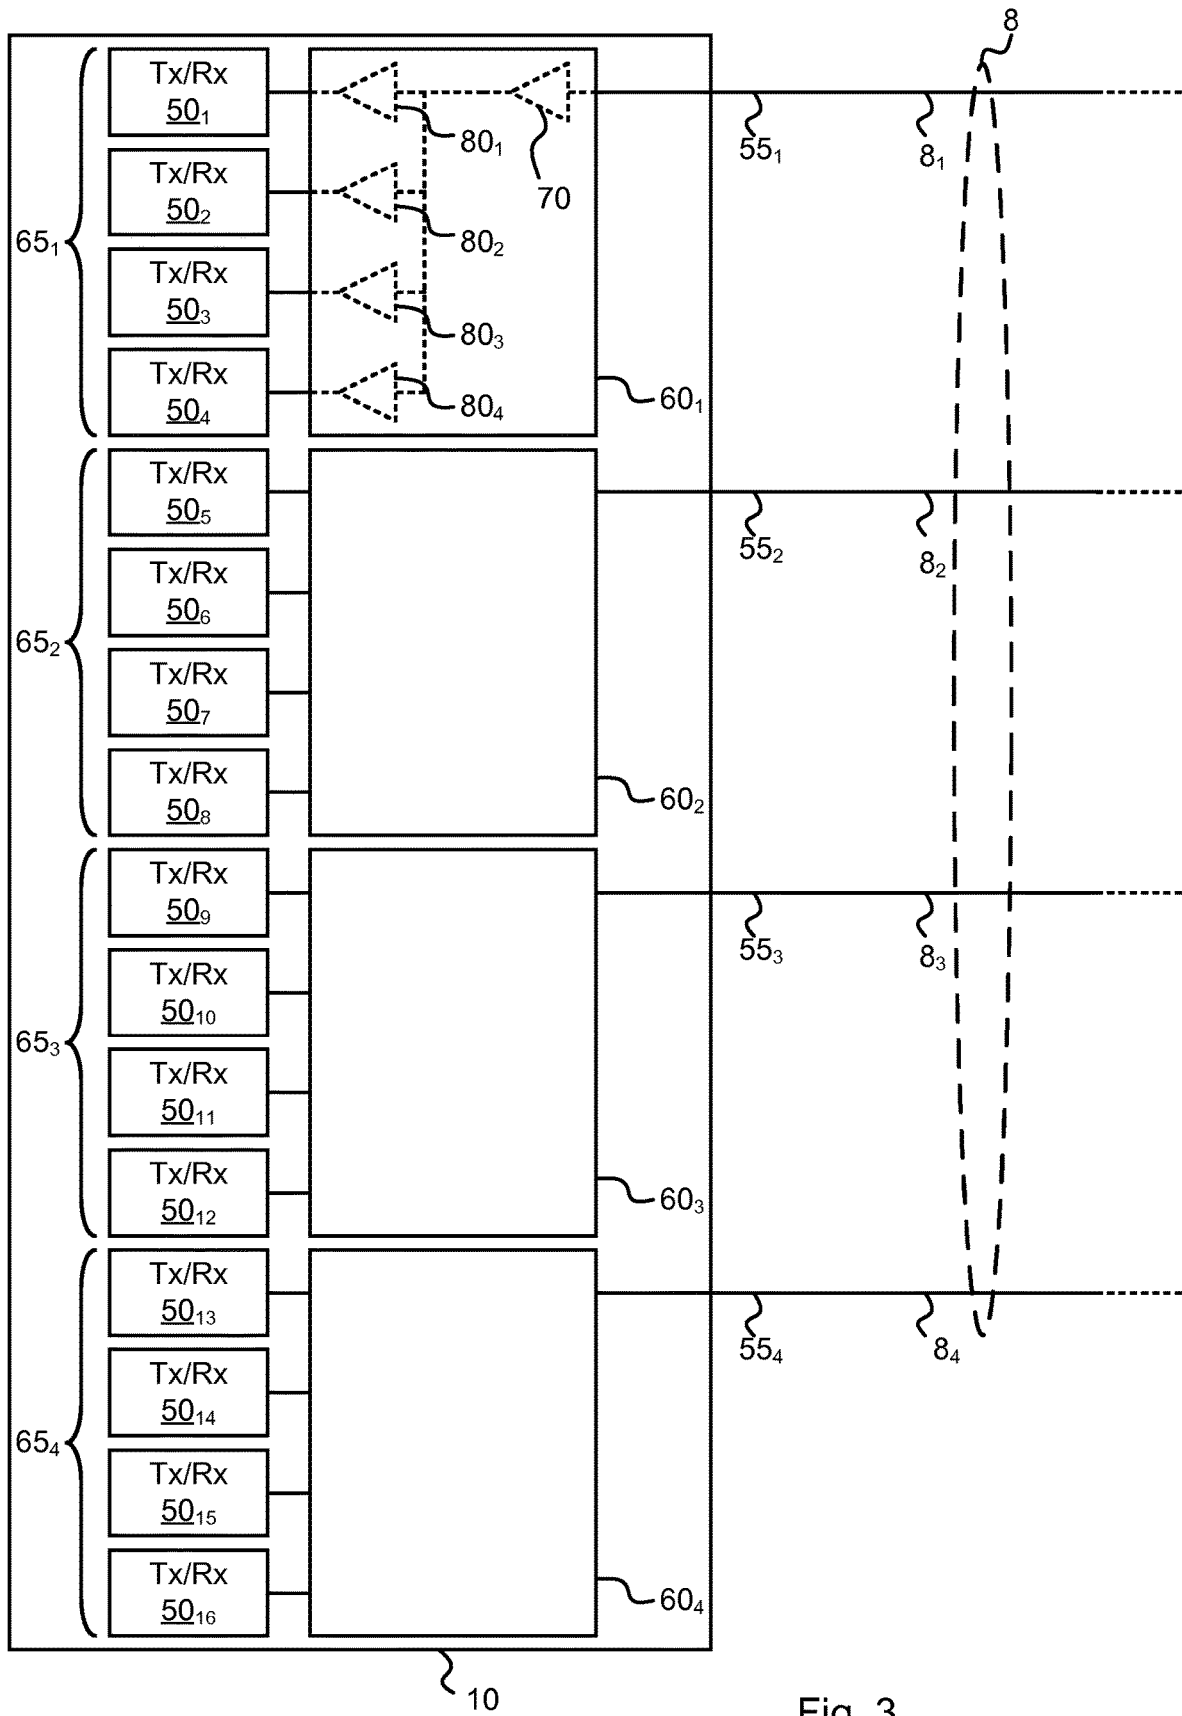 8
Tx/Rx
50₁
80₁
70
55₁
8₁
Tx/Rx
50₂
80₂
65₁
Tx/Rx
50₃
80₃
Tx/Rx
50₄
80₄
60₁
Tx/Rx
50₅
55₂
8₂
Tx/Rx
50₆
65₂
Tx/Rx
50₇
Tx/Rx
50₈
60₂
Tx/Rx
50₉
55₃
8₃
Tx/Rx
50₁₀
65₃
Tx/Rx
50₁₁
Tx/Rx
50₁₂
60₃
Tx/Rx
50₁₃
55₄
8₄
Tx/Rx
50₁₄
65₄
Tx/Rx
50₁₅
Tx/Rx
50₁₆
60₄
10
Fig. 3